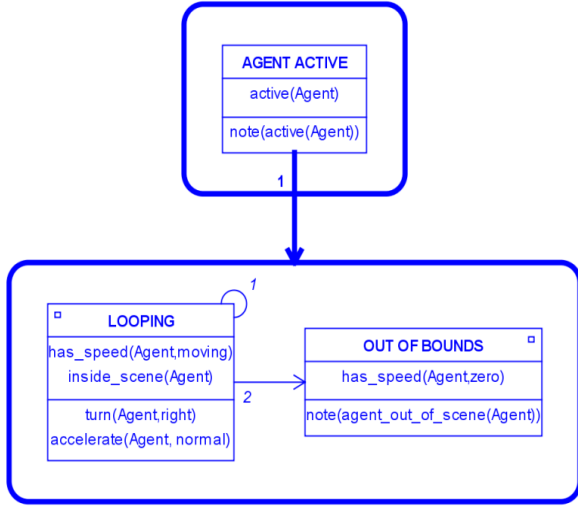 AGENT ACTIVE
active(Agent)
note(active(Agent))
1
1
LOOPING
has_speed(Agent,moving)
inside_scene(Agent)
turn(Agent,right)
accelerate(Agent, normal)
2
OUT OF BOUNDS
has_speed(Agent,zero)
note(agent_out_of_scene(Agent))